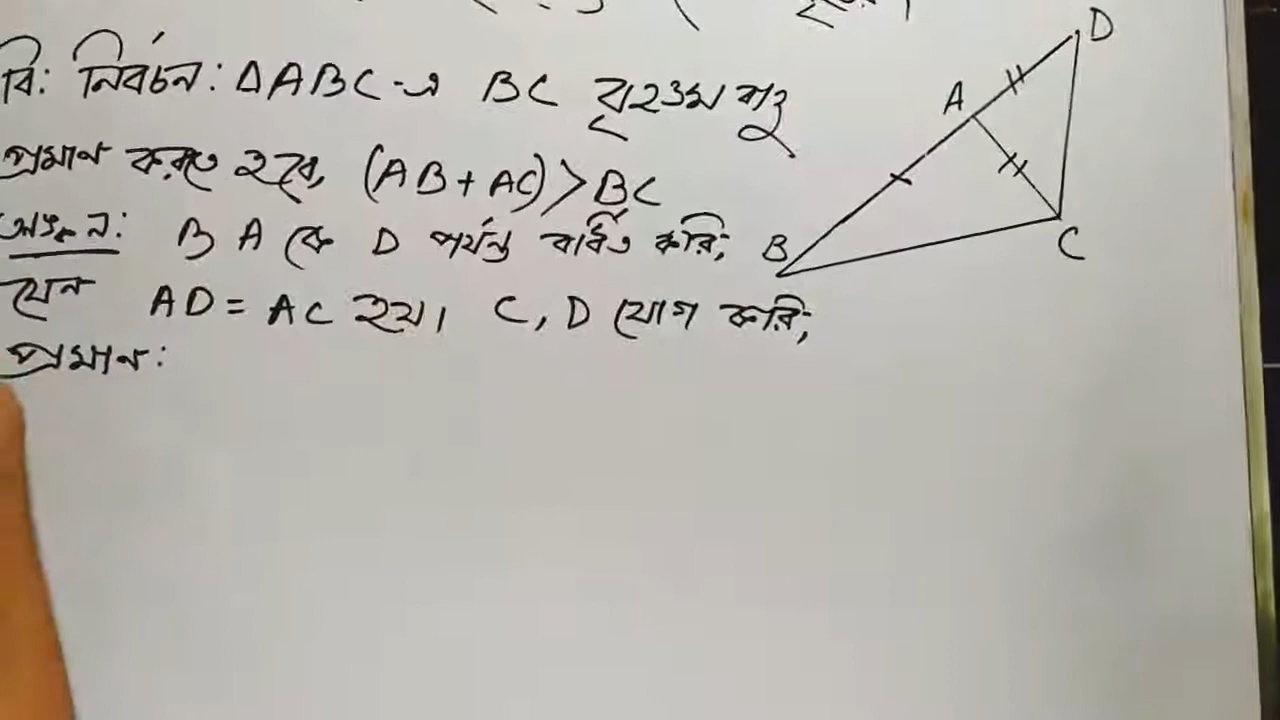 বি: নির্বচন: ΔABC-এ BC বৃহত্তম বাহু
প্রমান করতে হবে, (AB + AC) > BC
অংকন: BA কে D পর্যন্ত বর্ধিত করি;
যেন AD = AC হয়। C, D যোগ করি;
প্রমান:
D
A
B
C